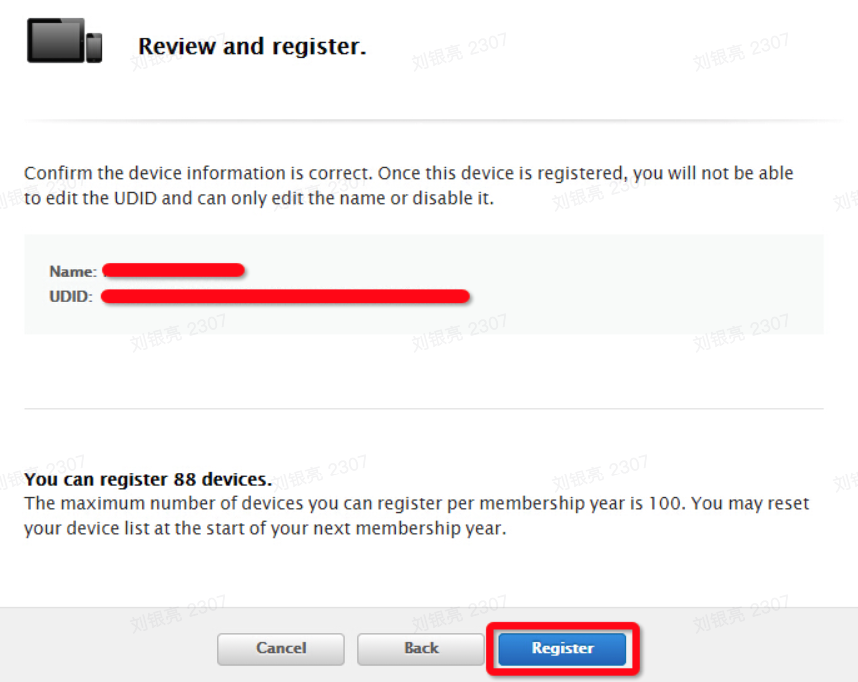 Review and register.
Confirm the device information is correct. Once this device is registered, you will not be able
to edit the UDID and can only edit the name or disable it.
Name:
UDID:
You can register 88 devices.
The maximum number of devices you can register per membership year is 100. You may reset
your device list at the start of your next membership year.
Cancel Back Register
刘银亮 2307